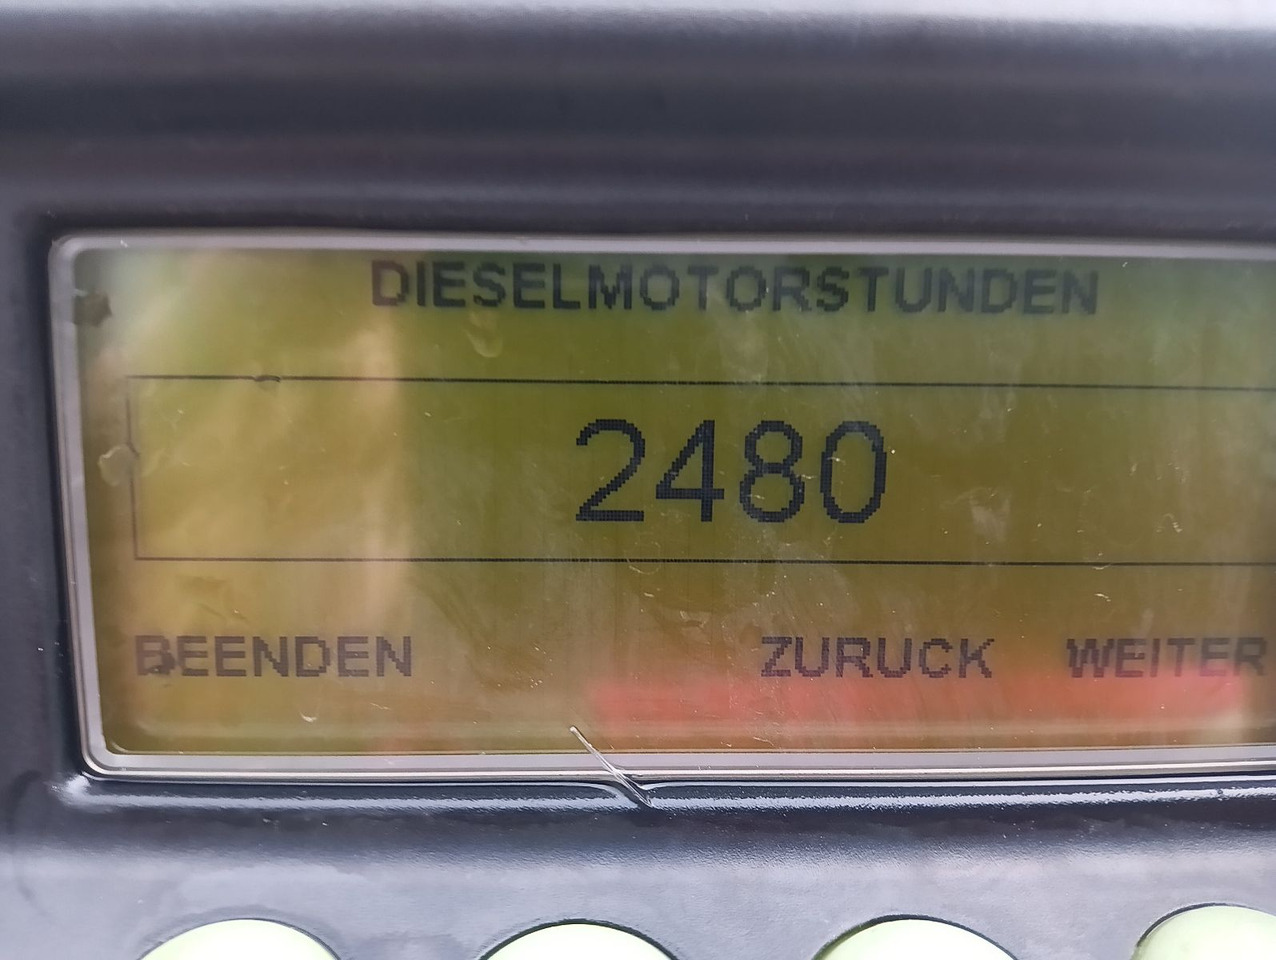 DIESELMOTORSTUNDEN
2480
BEENDEN ZURUCK WEITER